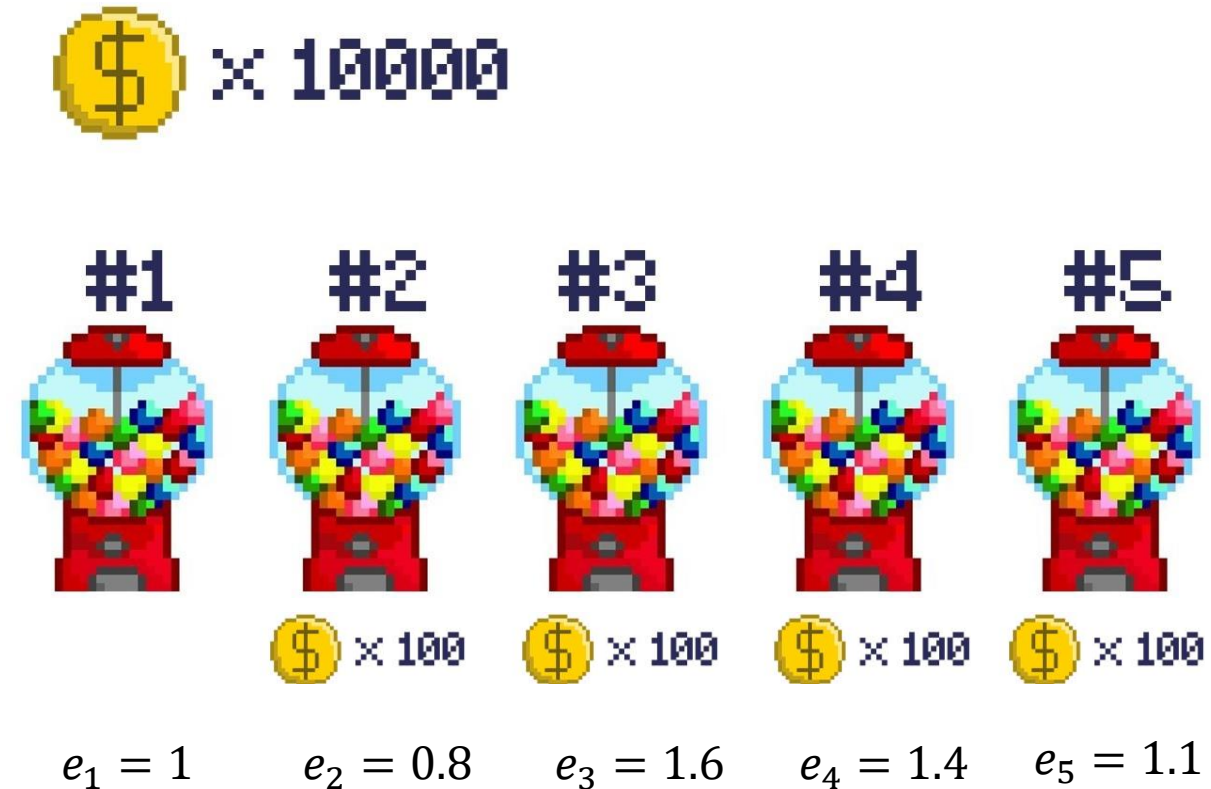 $ x 10000
#1 #2 #3 #4 #5
$ x 100 $ x 100 $ x 100 $ x 100
e₁ = 1 e₂ = 0.8 e₃ = 1.6 e₄ = 1.4 e₅ = 1.1